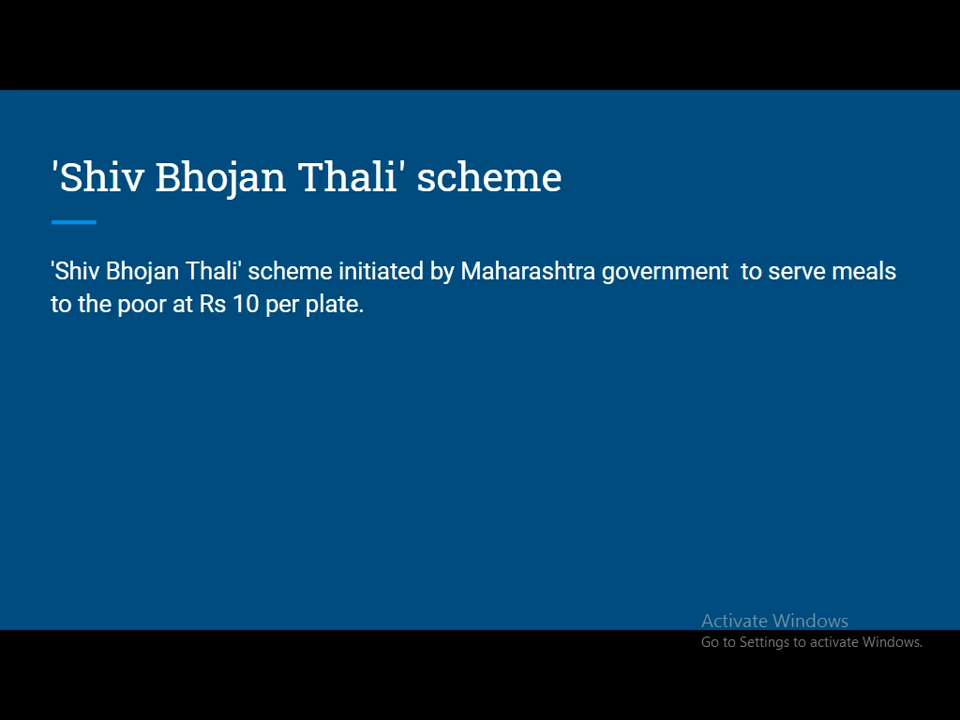 'Shiv Bhojan Thali' scheme
'Shiv Bhojan Thali' scheme initiated by Maharashtra government  to serve meals
to the poor at Rs 10 per plate.
Activate Windows
Go to Settings to activate Windows.